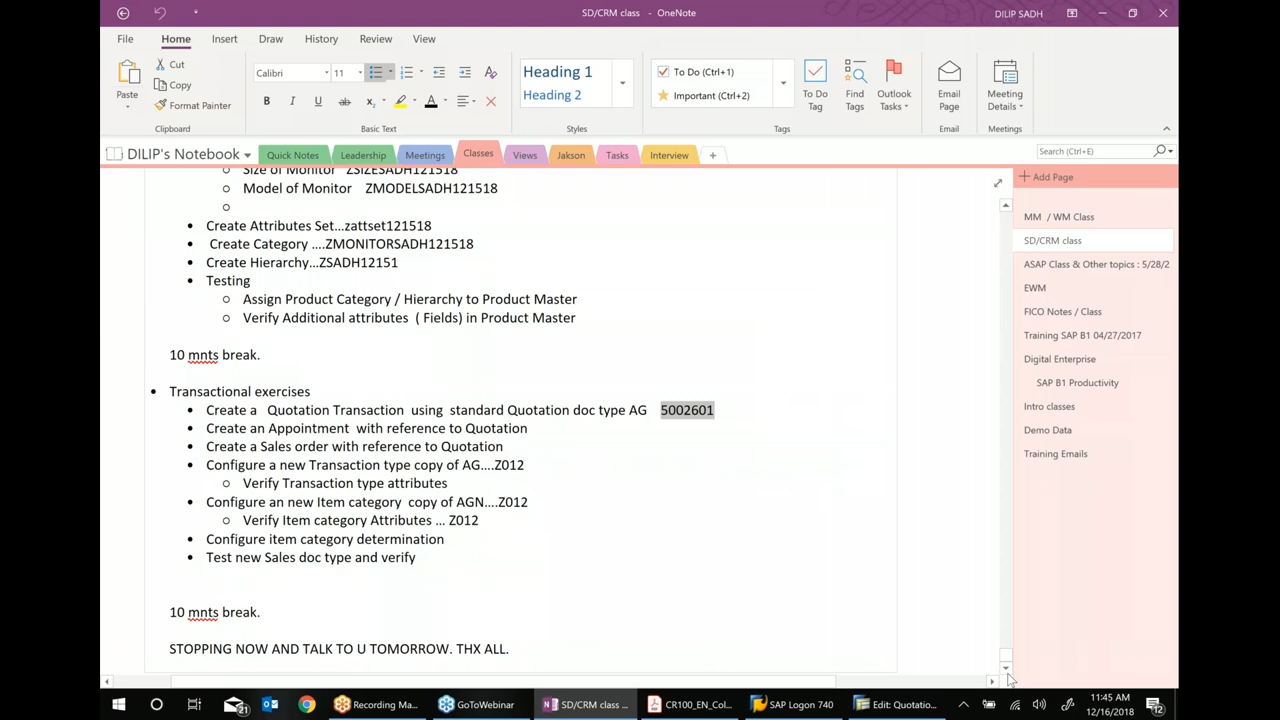 SD/CRM class - OneNote
DILIP SADH
File Home Insert Draw History Review View
Paste
Cut
Copy
Format Painter
Clipboard
Calibri 11
B I U ab x₂ A
Basic Text
Heading 1
Heading 2
Styles
To Do (Ctrl+1)
Important (Ctrl+2)
To Do Tag
Find Tags
Outlook Tasks
Tags
Email Page
Email
Meeting Details
Meetings
DILIP's Notebook
Quick Notes Leadership Meetings Classes Views Jakson Tasks Interview
Search (Ctrl+E)
Size of Monitor ZSIZESADH121518
Model of Monitor ZMODELSADH121518
Create Attributes Set...zattset121518
Create Category ....ZMONITORSADH121518
Create Hierarchy...ZSADH12151
Testing
Assign Product Category / Hierarchy to Product Master
Verify Additional attributes ( Fields) in Product Master
10 mnts break.
Transactional exercises
Create a Quotation Transaction using standard Quotation doc type AG 5002601
Create an Appointment with reference to Quotation
Create a Sales order with reference to Quotation
Configure a new Transaction type copy of AG....Z012
Verify Transaction type attributes
Configure an new Item category copy of AGN....Z012
Verify Item category Attributes ... Z012
Configure item category determination
Test new Sales doc type and verify
10 mnts break.
STOPPING NOW AND TALK TO U TOMORROW. THX ALL.
Add Page
MM / WM Class
SD/CRM class
ASAP Class & Other topics : 5/28/2
EWM
FICO Notes / Class
Training SAP B1 04/27/2017
Digital Enterprise
SAP B1 Productivity
Intro classes
Demo Data
Training Emails
21
Recording Ma...
GoToWebinar
SD/CRM class ...
CR100_EN_Col...
SAP Logon 740
Edit: Quotatio...
11:45 AM
12/16/2018
12